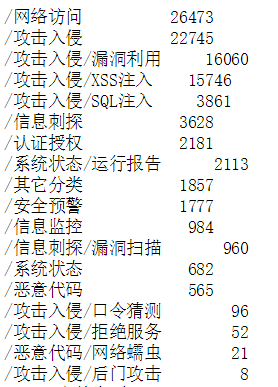 /网络访问 26473
/攻击入侵 22745
/攻击入侵/漏洞利用 16060
/攻击入侵/XSS注入 15746
/攻击入侵/SQL注入 3861
/信息刺探 3628
/认证授权 2181
/系统状态/运行报告 2113
/其它分类 1857
/安全预警 1777
/信息监控 984
/信息刺探/漏洞扫描 960
/系统状态 682
/恶意代码 565
/攻击入侵/口令猜测 96
/攻击入侵/拒绝服务 52
/恶意代码/网络蠕虫 21
/攻击入侵/后门攻击 8